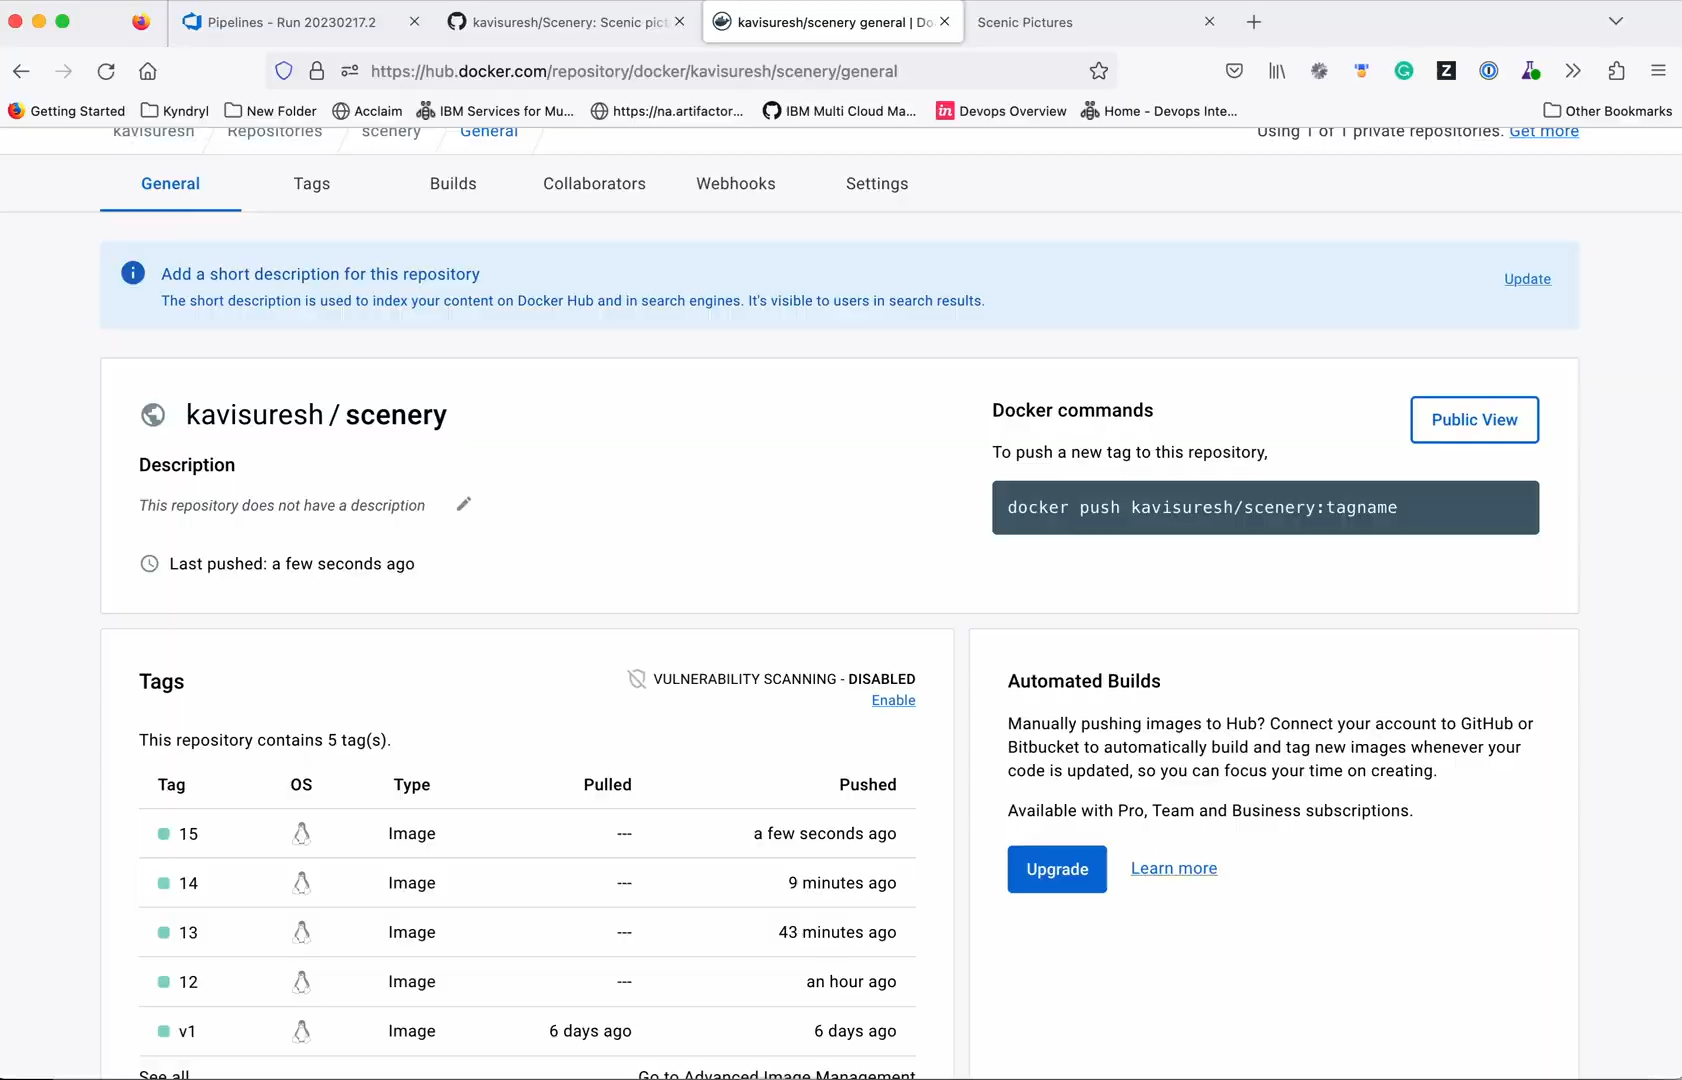 Pipelines - Run 20230217.2
kavisuresh/Scenery: Scenic pict
kavisuresh/scenery general | Do
Scenic Pictures
https://hub.docker.com/repository/docker/kavisuresh/scenery/general
Getting Started
Kyndryl
New Folder
Acclaim
IBM Services for Mu...
https://na.artifactor...
IBM Multi Cloud Ma...
in
Devops Overview
Home - Devops Inte...
Other Bookmarks
kavisuresh
Repositories
scenery
General
Using 1 of 1 private repositories. Get more
General
Tags
Builds
Collaborators
Webhooks
Settings
Add a short description for this repository
The short description is used to index your content on Docker Hub and in search engines. It's visible to users in search results.
Update
kavisuresh / scenery
Description
This repository does not have a description
Last pushed: a few seconds ago
Docker commands
Public View
To push a new tag to this repository,
docker push kavisuresh/scenery:tagname
Tags
VULNERABILITY SCANNING - DISABLED
Enable
This repository contains 5 tag(s).
Tag OS Type Pulled Pushed
15 Image --- a few seconds ago
14 Image --- 9 minutes ago
13 Image --- 43 minutes ago
12 Image --- an hour ago
v1 Image 6 days ago 6 days ago
See all
Go to Advanced Image Management
Automated Builds
Manually pushing images to Hub? Connect your account to GitHub or
Bitbucket to automatically build and tag new images whenever your
code is updated, so you can focus your time on creating.
Available with Pro, Team and Business subscriptions.
Upgrade
Learn more